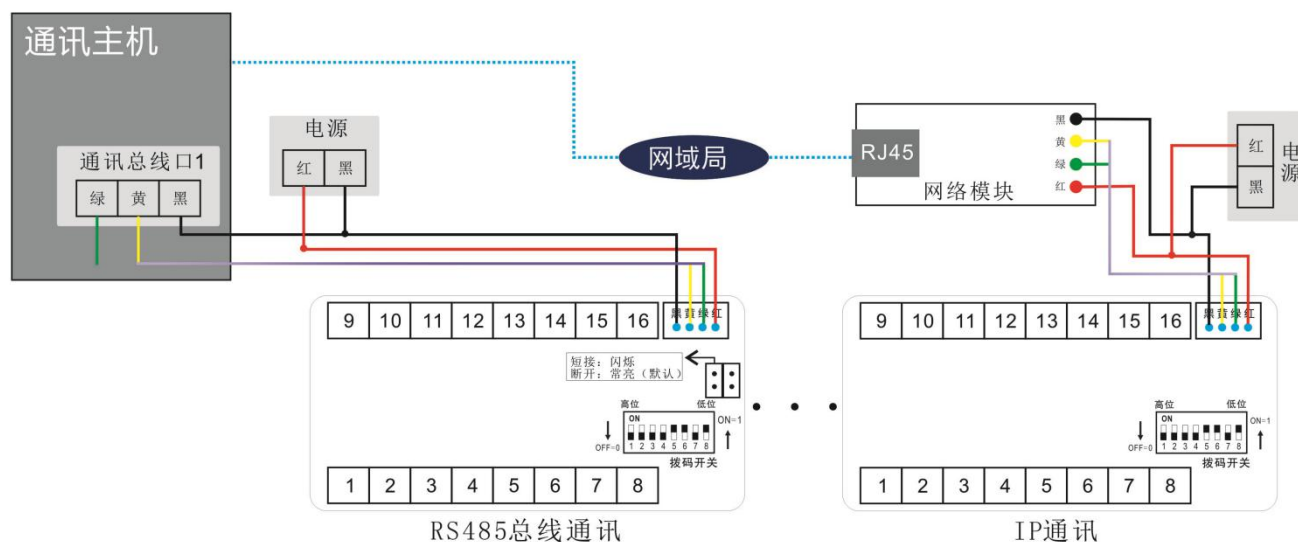 通讯主机
通讯总线口1
绿 黄 黑
电源
红 黑
网域局
RJ45
黑
黄
绿
红
网络模块
红
黑
电源
9 10 11 12 13 14 15 16
黑黄绿红
短接：闪烁
断开：常亮（默认）
高位 低位
ON
ON=1
OFF=0
1 2 3 4 5 6 7 8
拨码开关
1 2 3 4 5 6 7 8
RS485总线通讯
9 10 11 12 13 14 15 16
黑黄绿红
高位 低位
ON
ON=1
OFF=0
1 2 3 4 5 6 7 8
拨码开关
1 2 3 4 5 6 7 8
IP通讯